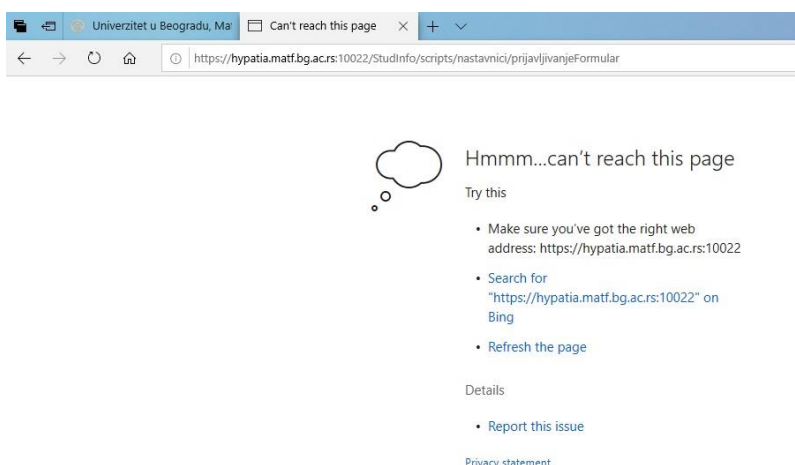 Univerzitet u Beogradu, Mat
Can't reach this page
https://hypatia.matf.bg.ac.rs:10022/StudInfo/scripts/nastavnici/prijavljivanjeFormular
Hmmm...can't reach this page
Try this
• Make sure you've got the right web
address: https://hypatia.matf.bg.ac.rs:10022
• Search for
"https://hypatia.matf.bg.ac.rs:10022" on
Bing
• Refresh the page
Details
• Report this issue
Privacy statement